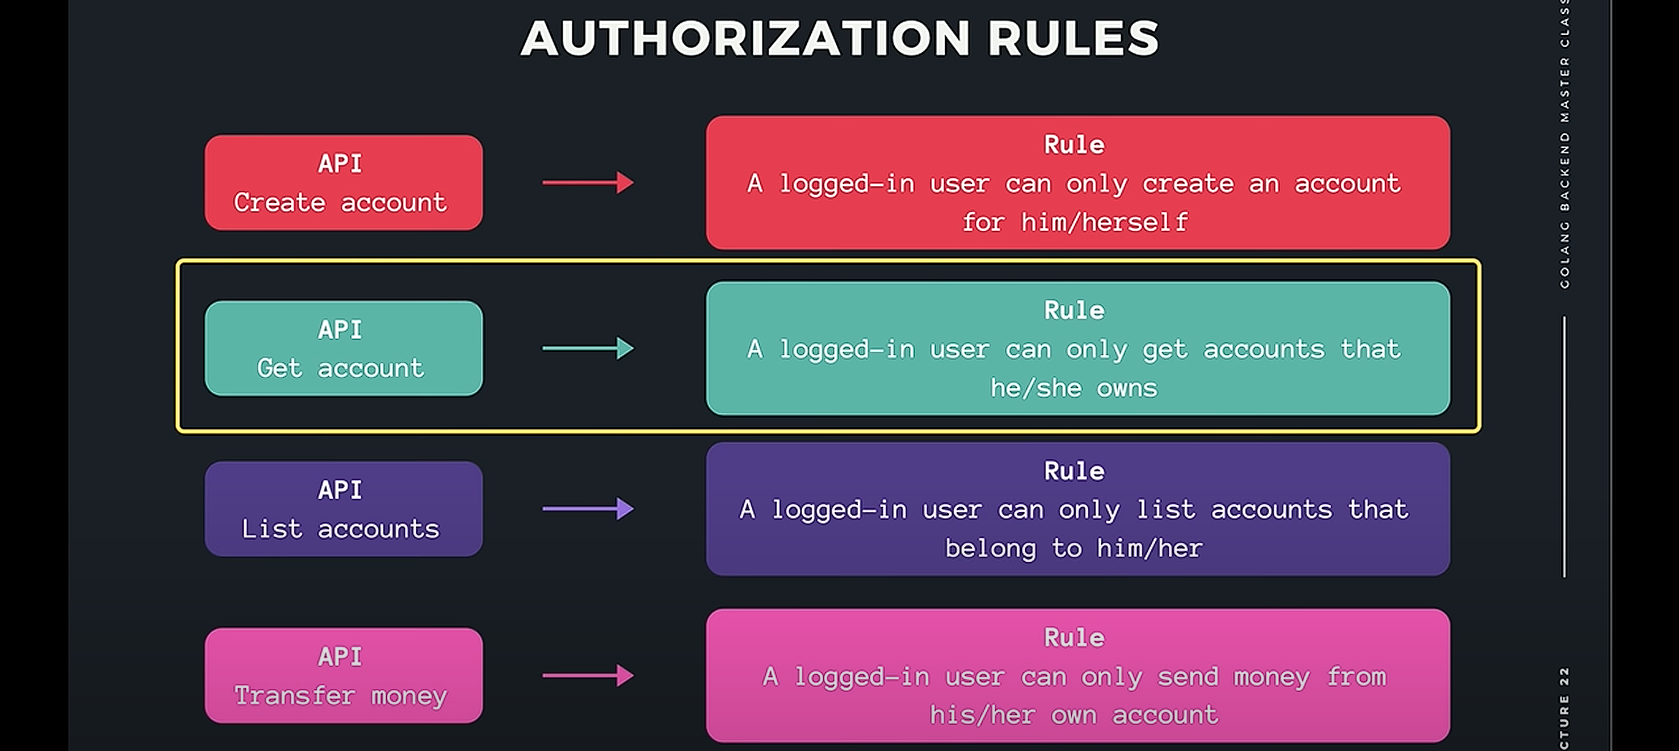 AUTHORIZATION RULES
API
Create account
Rule
A logged-in user can only create an account
for him/herself
API
Get account
Rule
A logged-in user can only get accounts that
he/she owns
API
List accounts
Rule
A logged-in user can only list accounts that
belong to him/her
API
Transfer money
Rule
A logged-in user can only send money from
his/her own account
GOLANG BACKEND MASTER CLASS
CTURE 22